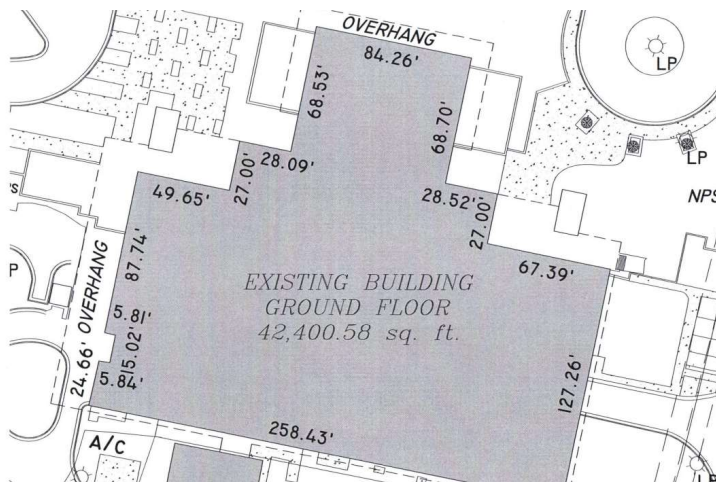 OVERHANG
84.26'
LP
68.53'
68.70'
28.09'
27.00'
49.65'
28.52'
27.00'
LP
NPS
67.39'
87.74'
OVERHANG
EXISTING BUILDING
GROUND FLOOR
42,400.58 sq. ft.
5.81'
15.02'
24.66'
5.84'
127.26'
258.43'
A/C
LP